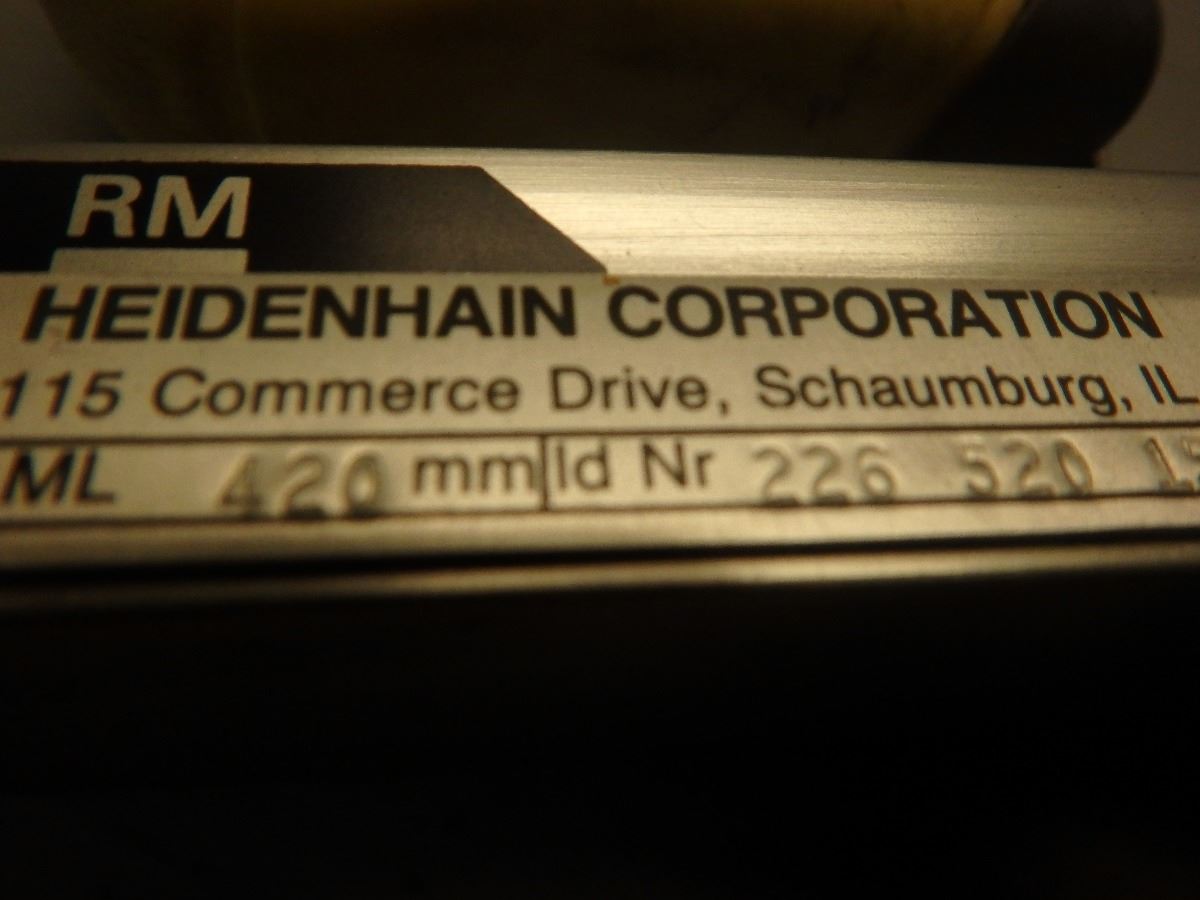 RM
HEIDENHAIN CORPORATION
115 Commerce Drive, Schaumburg, IL
ML 420 mm Id Nr 226 520